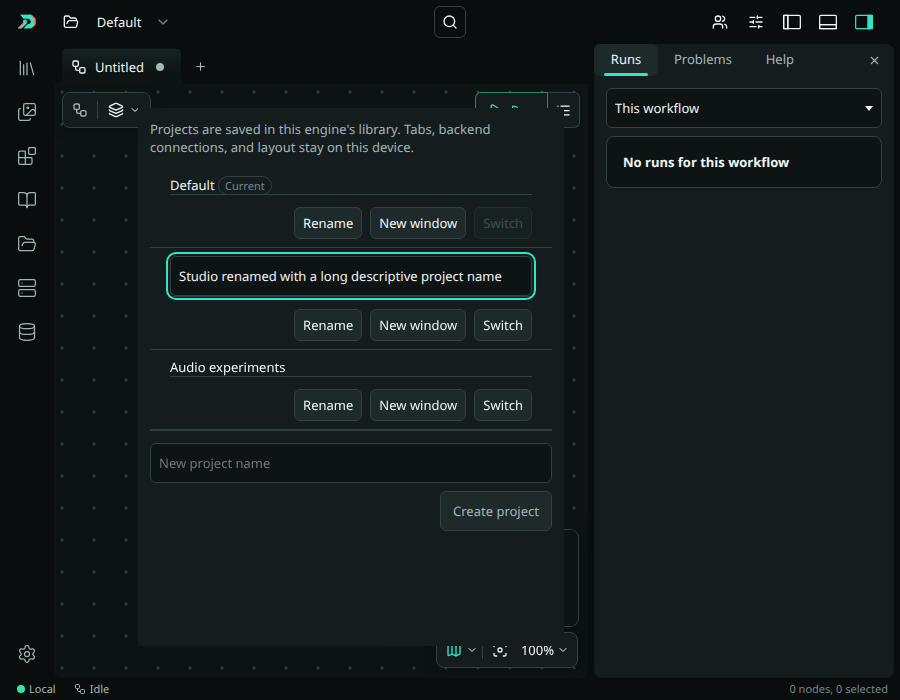 Default
Untitled
Runs
Problems
Help
This workflow
No runs for this workflow
Projects are saved in this engine's library. Tabs, backend
connections, and layout stay on this device.
Default
Current
Rename
New window
Switch
Studio renamed with a long descriptive project name
Rename
New window
Switch
Audio experiments
Rename
New window
Switch
New project name
Create project
100%
Local
Idle
0 nodes, 0 selected